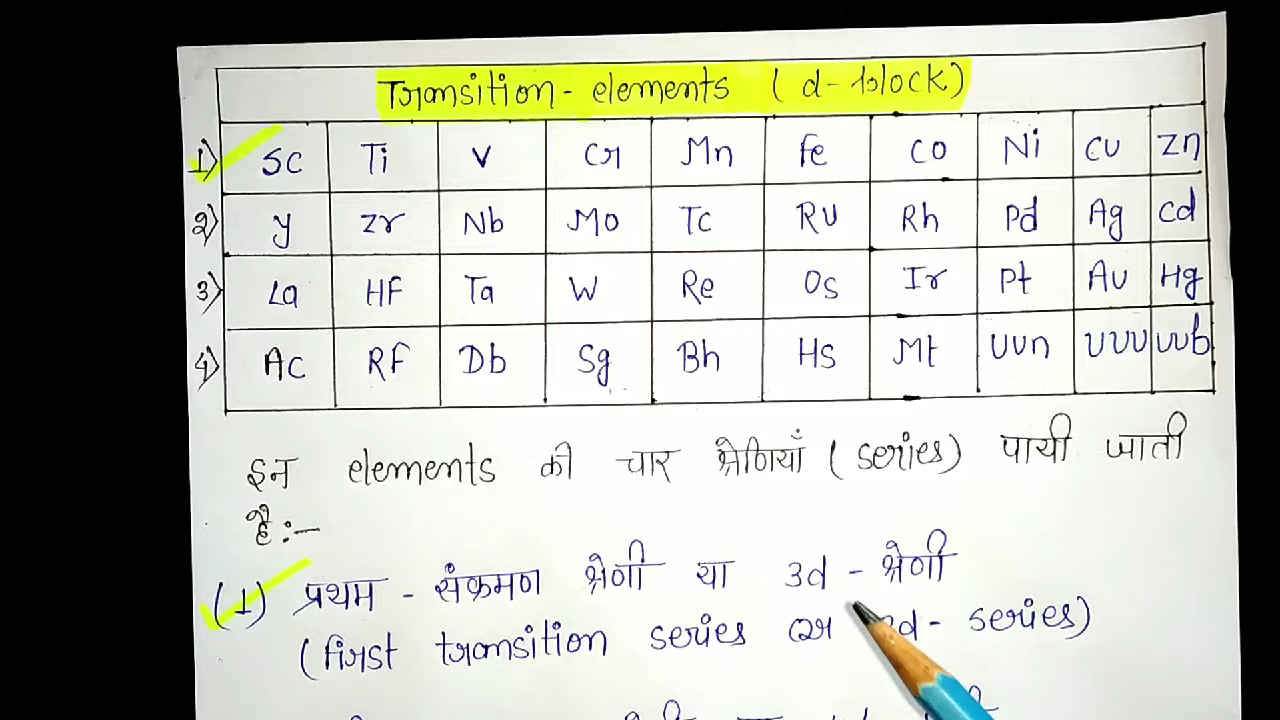 Transition - elements ( d - block )
1) Sc Ti V Cr Mn Fe Co Ni Cu Zn
2) Y Zr Nb Mo Tc Ru Rh Pd Ag Cd
3) La HF Ta W Re Os Ir Pt Au Hg
4) Ac RF Db Sg Bh HS Mt UUn UUU UUb
इन elements की चार श्रेणियाँ ( series ) पायी जाती
है :-
(1) प्रथम - संक्रमण श्रेणी या 3d - श्रेणी
(first transition series or d - series)